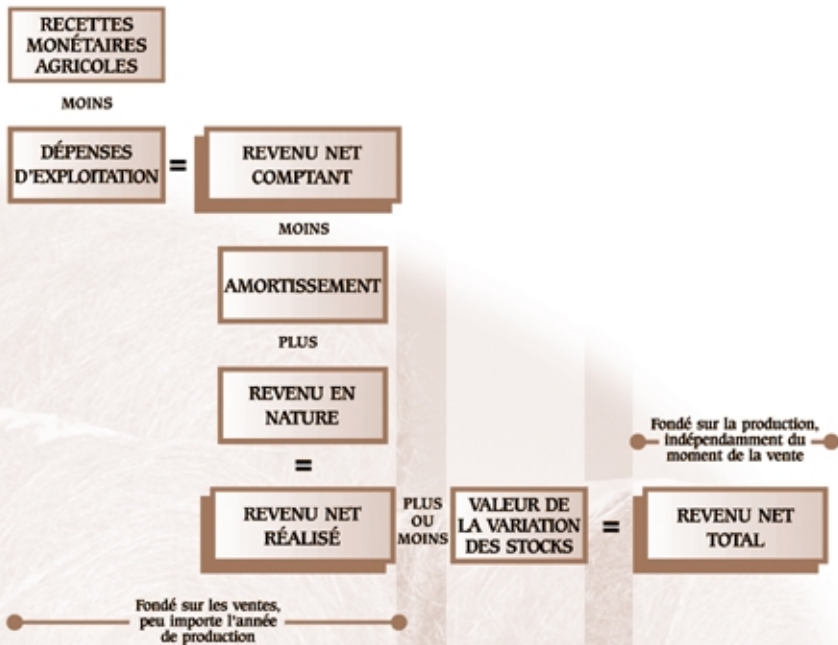 RECETTES
MONÉTAIRES
AGRICOLES
MOINS
DÉPENSES
D'EXPLOITATION
=
REVENU NET
COMPTANT
MOINS
AMORTISSEMENT
PLUS
REVENU EN
NATURE
=
REVENU NET
RÉALISÉ
PLUS
OU
MOINS
VALEUR DE
LA VARIATION
DES STOCKS
=
REVENU NET
TOTAL
Fondé sur la production,
indépendamment du
moment de la vente
Fondé sur les ventes,
peu importe l'année
de production